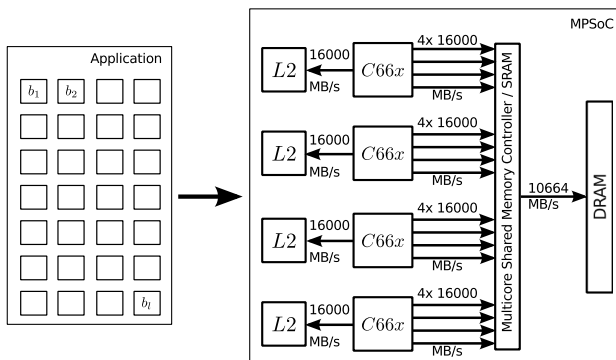 Application
b1 b2
bl
MPSoC
L2
16000
MB/s
C66x
4x 16000
MB/s
L2
16000
MB/s
C66x
4x 16000
MB/s
L2
16000
MB/s
C66x
4x 16000
MB/s
L2
16000
MB/s
C66x
4x 16000
MB/s
Multicore Shared Memory Controller / SRAM
10664
MB/s
DRAM